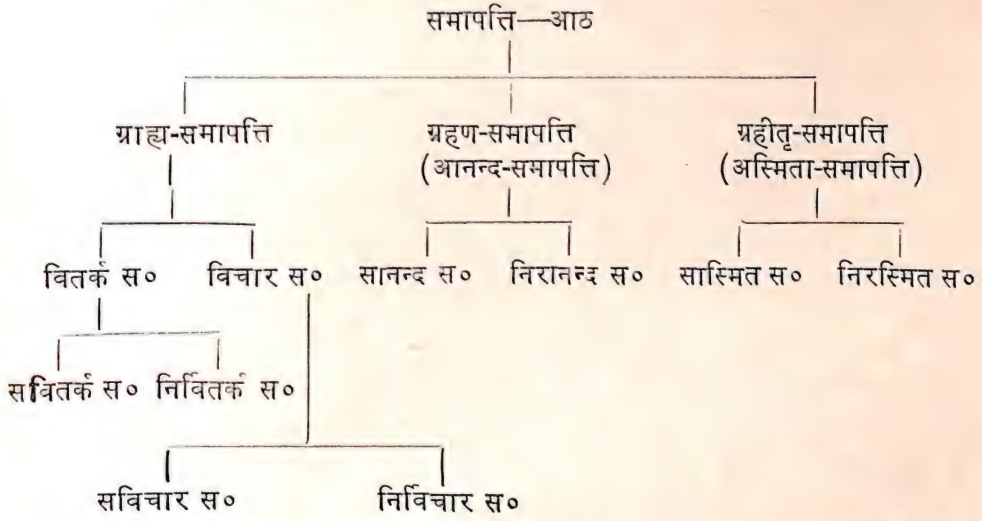 समापत्ति—आठ
ग्राह्य-समापत्ति ग्रहण-समापत्ति ग्रहीतृ-समापत्ति
(आनन्द-समापत्ति) (अस्मिता-समापत्ति)
वितर्क स० विचार स० सानन्द स० निरानन्द स० सास्मित स० निरस्मित स०
सवितर्क स० निर्वितर्क स०
सविचार स० निर्विचार स०